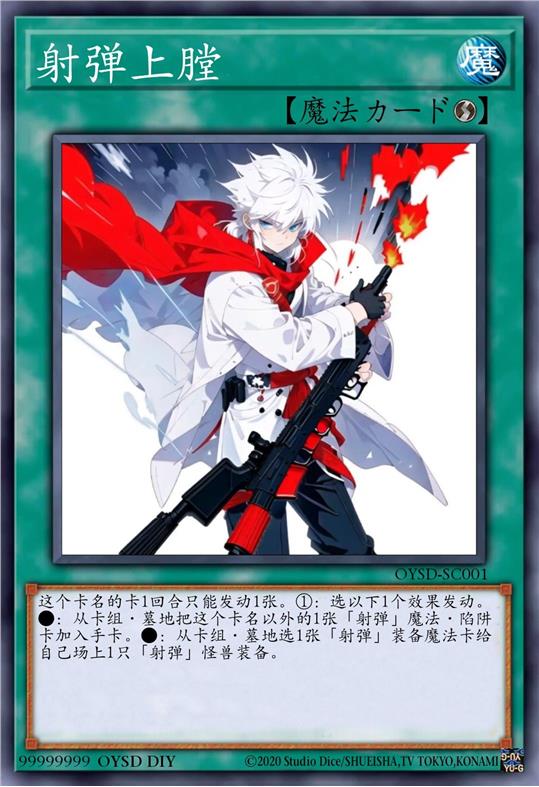 射弹上膛
魔
【魔法カード】
OYSD-SC001
这个卡名的卡1回合只能发动1张。①：选以下1个效果发动。
●：从卡组·墓地把这个卡名以外的1张「射弹」魔法·陷阱
卡加入手卡。●：从卡组·墓地选1张「射弹」装备魔法卡给
自己场上1只「射弹」怪兽装备。
99999999 OYSD DIY
©2020 Studio Dice/SHUEISHA,TV TOKYO,KONAMI
YU-G